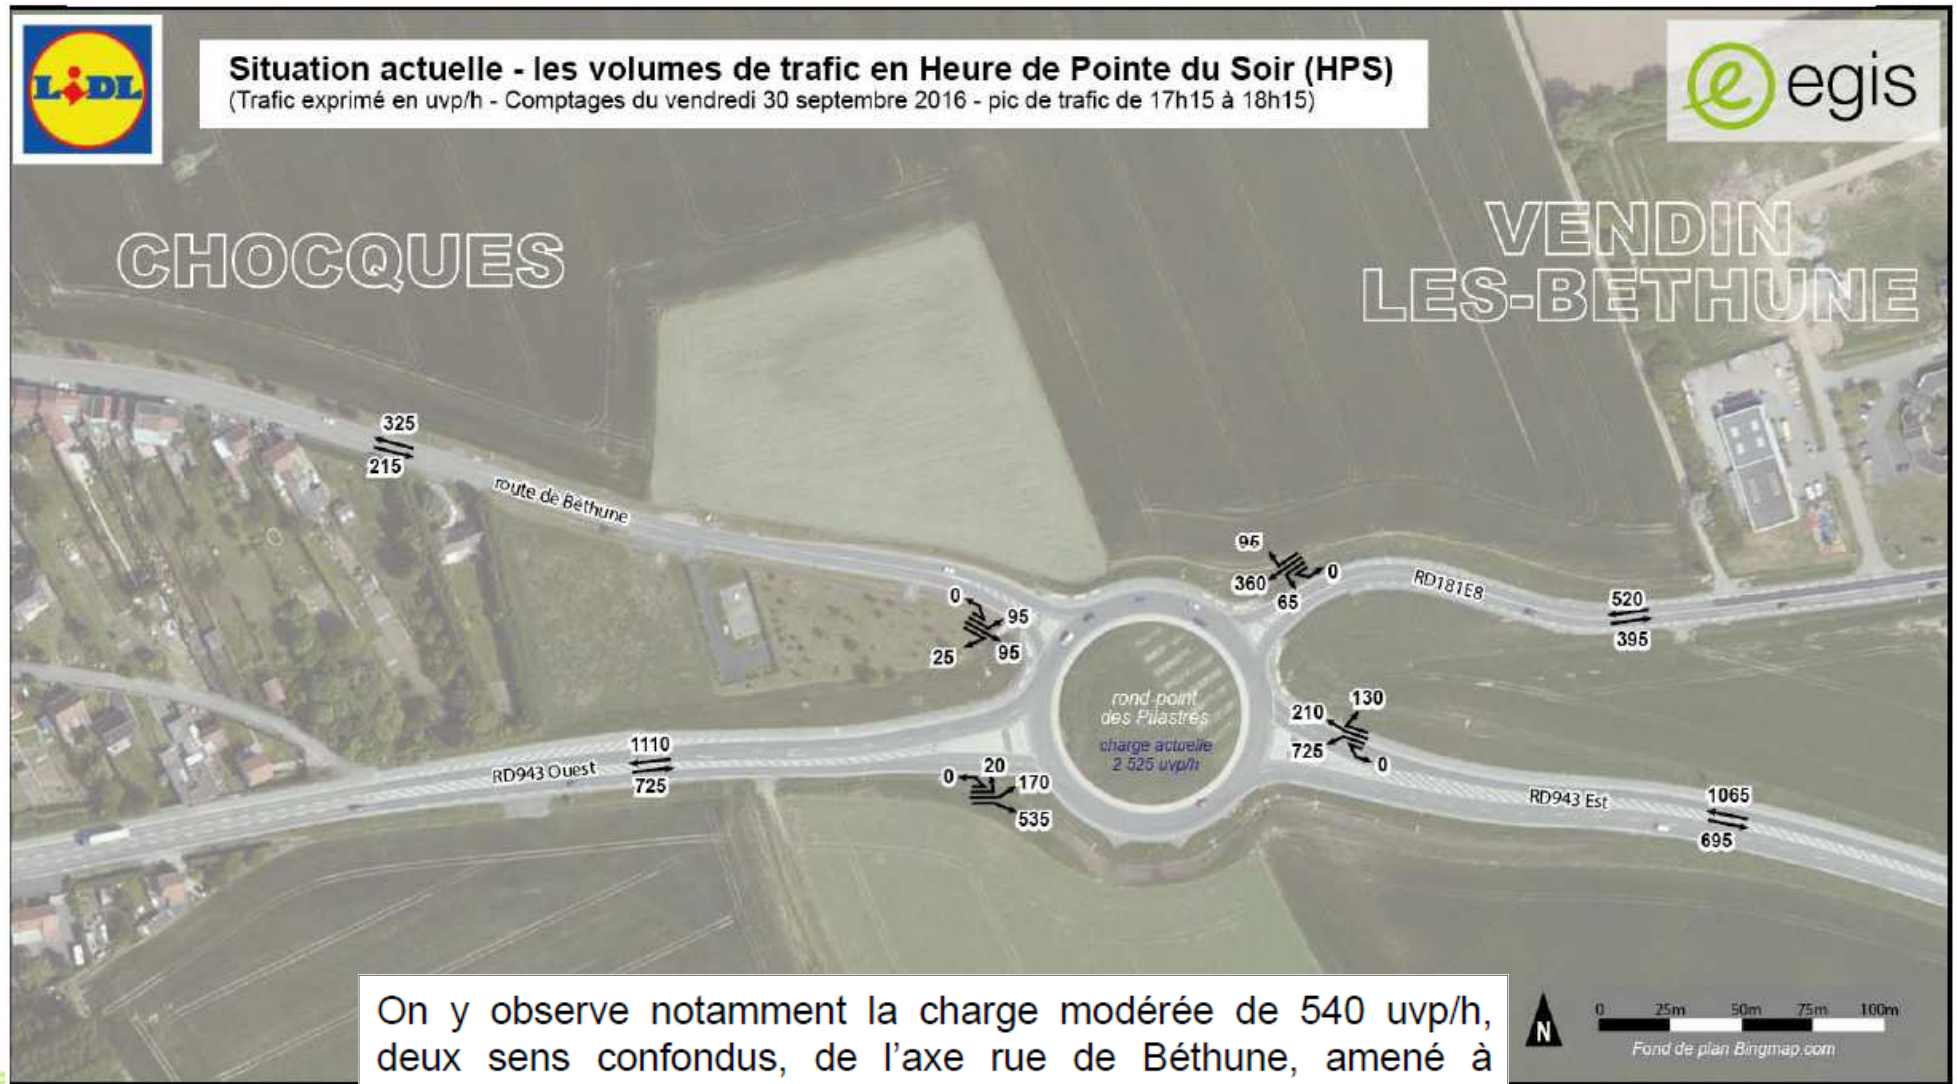 LIDL
Situation actuelle - les volumes de trafic en Heure de Pointe du Soir (HPS)
(Trafic exprimé en uvp/h - Comptages du vendredi 30 septembre 2016 - pic de trafic de 17h15 à 18h15)
egis
CHOCQUES
VENDIN
LES-BETHUNE
325
215
route de Béthune
95
360
65
0
RD181E8
520
395
0
95
95
25
rond-point
des Pilastres
charge actuelle
2 525 uvp/h
130
210
725
0
1110
725
RD943 Ouest
0
20
170
535
RD943 Est
1065
695
On y observe notamment la charge modérée de 540 uvp/h,
deux sens confondus, de l'axe rue de Béthune, amené à
N
0 25m 50m 75m 100m
Fond de plan Bingmap.com